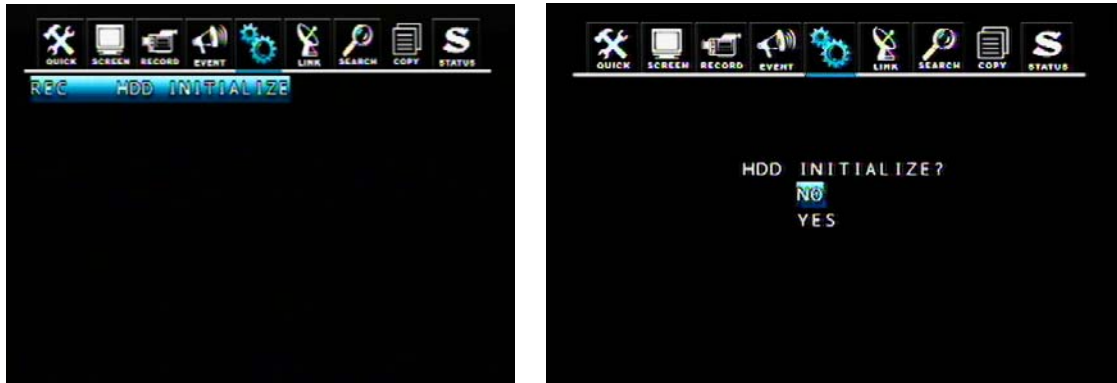 QUICK SCREEN RECORD EVENT LINK SEARCH COPY STATUS
REC HDD INITIALIZE
QUICK SCREEN RECORD EVENT LINK SEARCH COPY STATUS
HDD INITIALIZE?
NO
YES